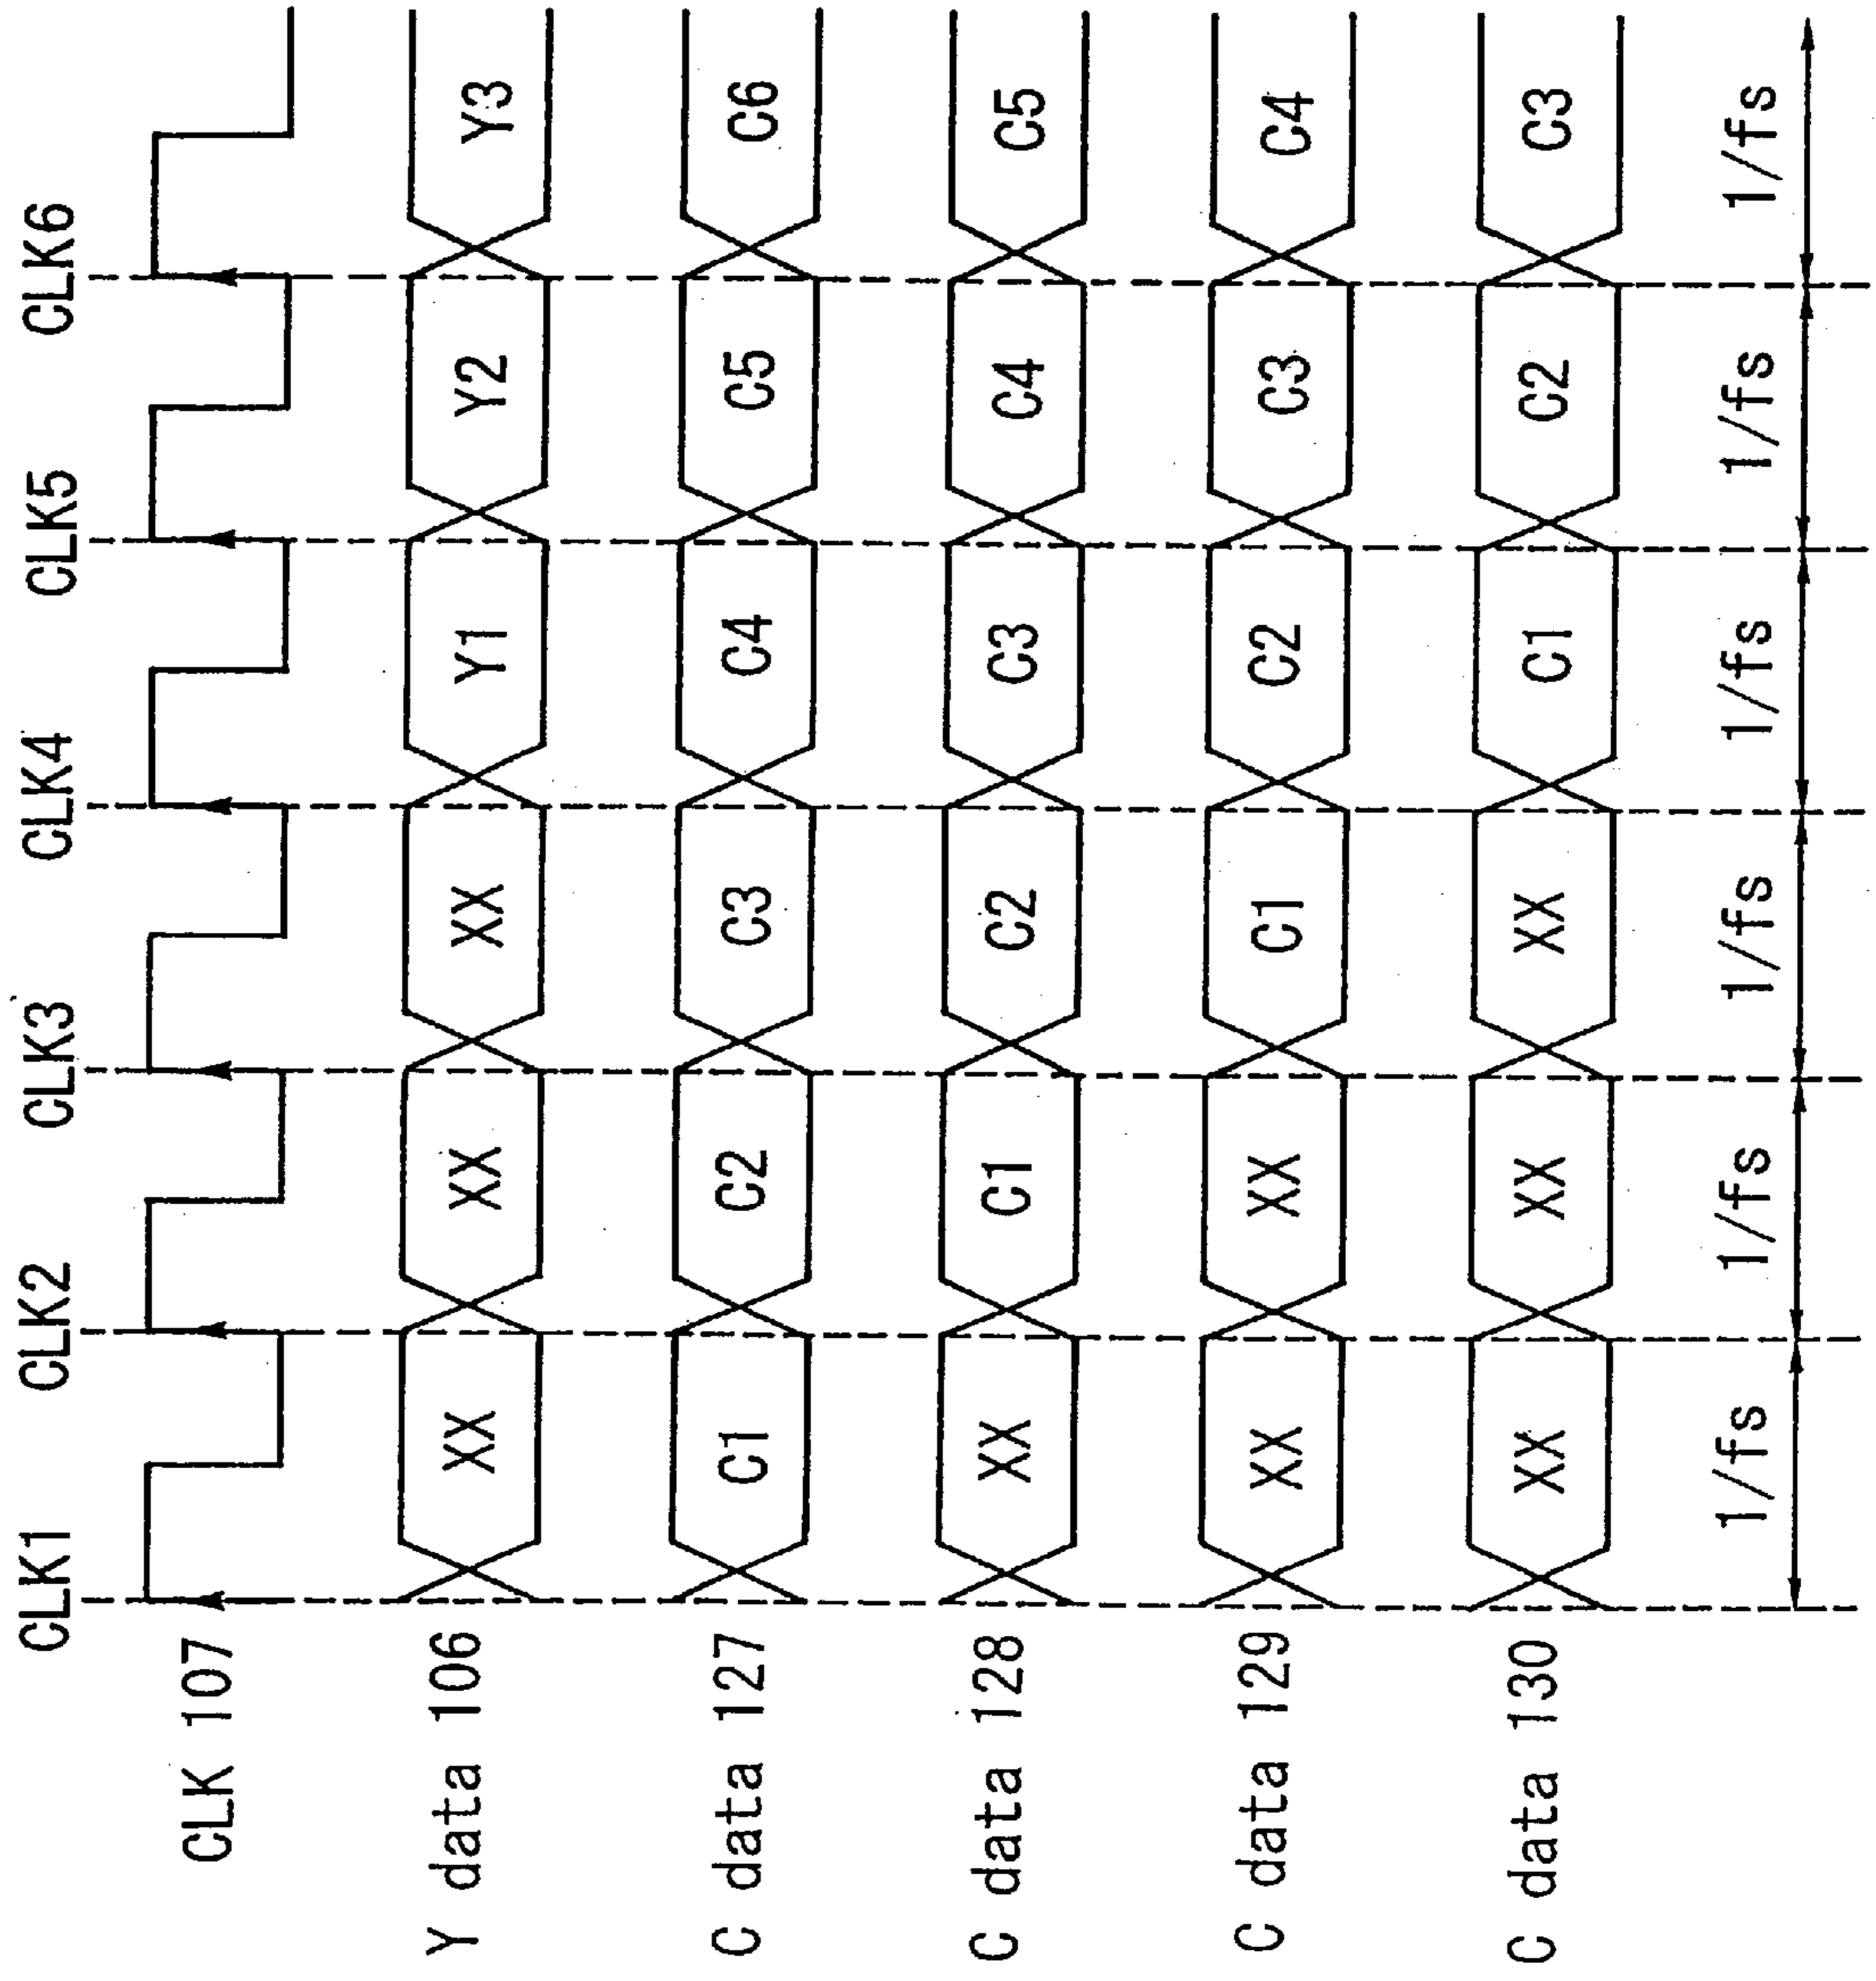 CLK1 CLK2 CLK3 CLK4 CLK5 CLK6
CLK 107
Y data 106 XX XX XX Y1 Y2 Y3
C data 127 C1 C2 C3 C4 C5 C6
C data 128 XX C1 C2 C3 C4 C5
C data 129 XX XX C1 C2 C3 C4
C data 130 XX XX XX C1 C2 C3
1/fs 1/fs 1/fs 1/fs 1/fs 1/fs